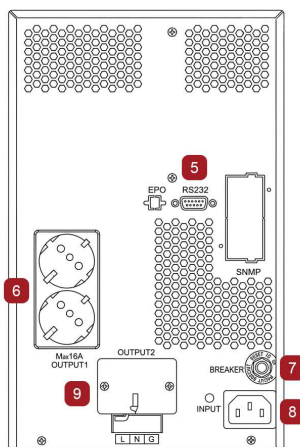 5
EPO RS232
SNMP
6
Max16A
OUTPUT1
OUTPUT2
9
L N G
BREAKER
7
INPUT
8